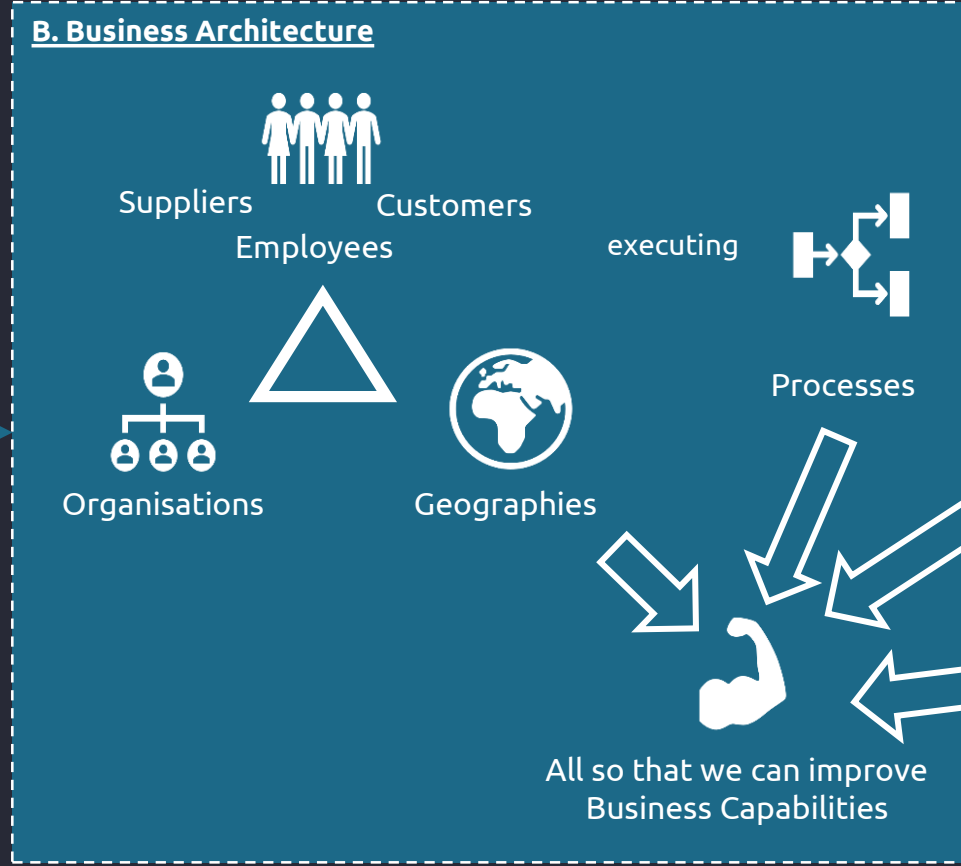 B. Business Architecture
Suppliers
Customers
Employees
executing
Processes
Organisations
Geographies
All so that we can improve
Business Capabilities